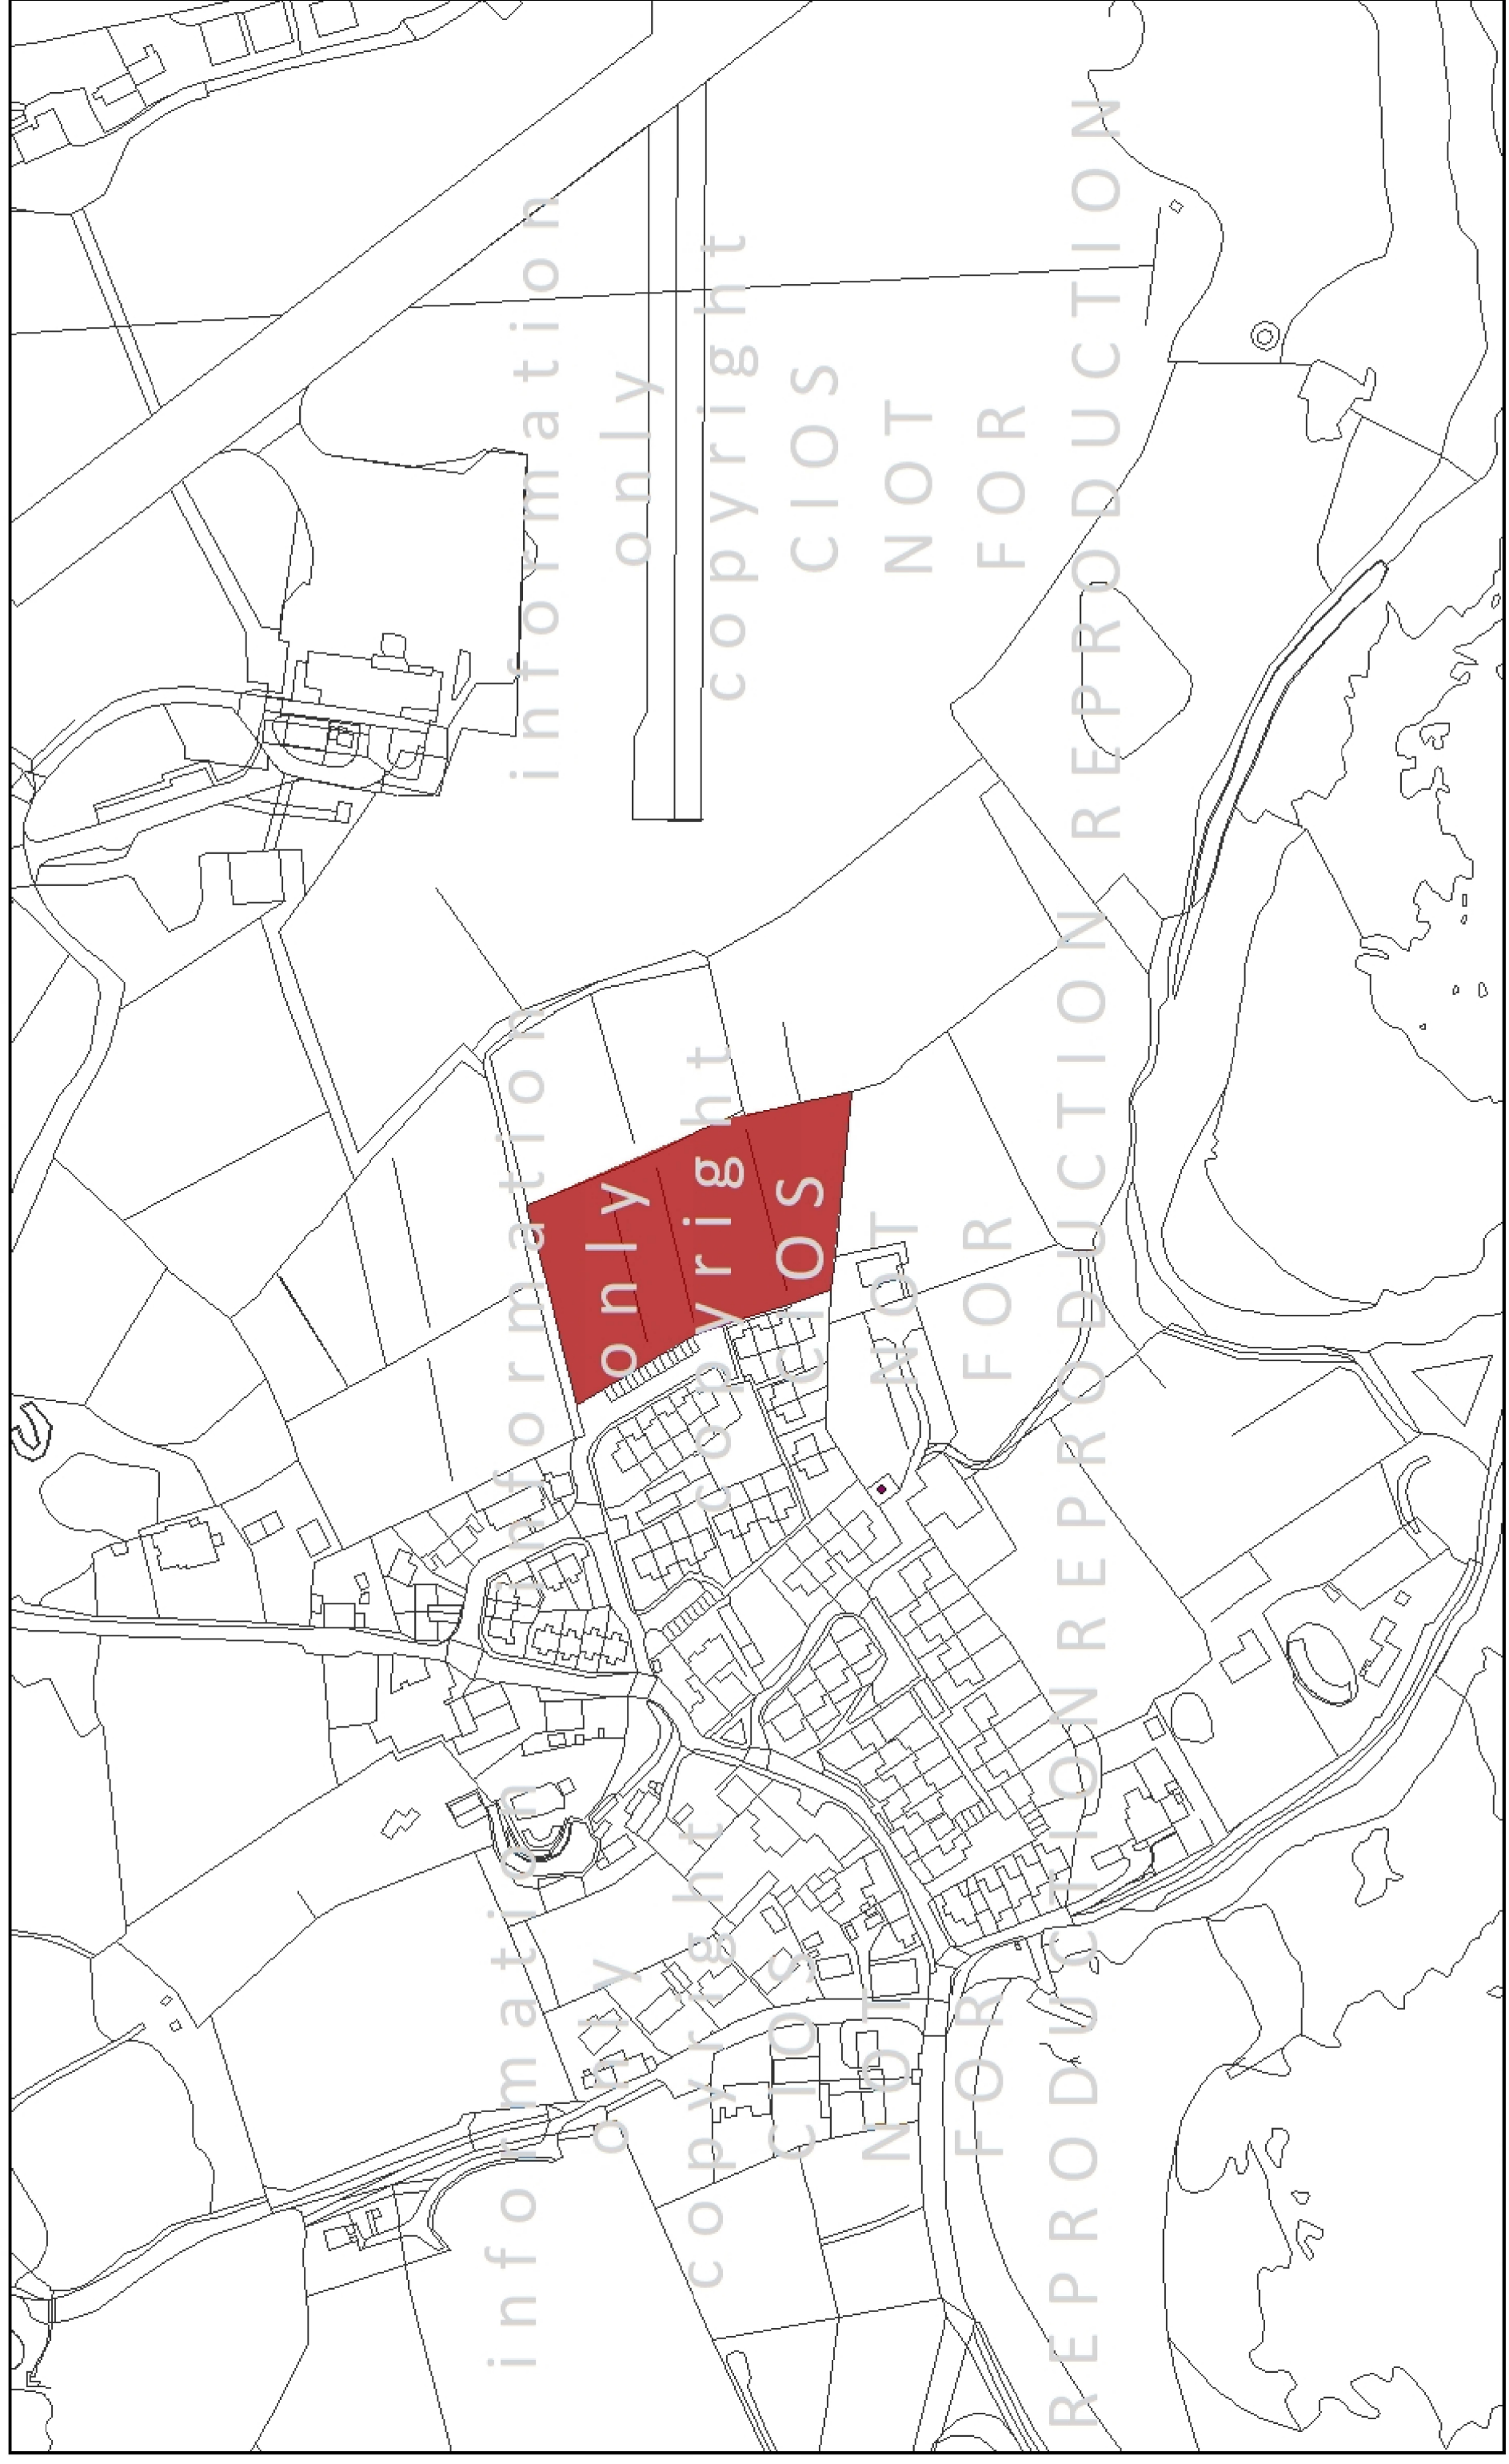 information
only
copyright
CIOS
NOT
FOR
REPRODUCTION
information
only
copyright
CIOS
NOT
FOR
REPRODUCTION
information
only
copyright
CIOS
NOT
FOR
REPRODUCTION